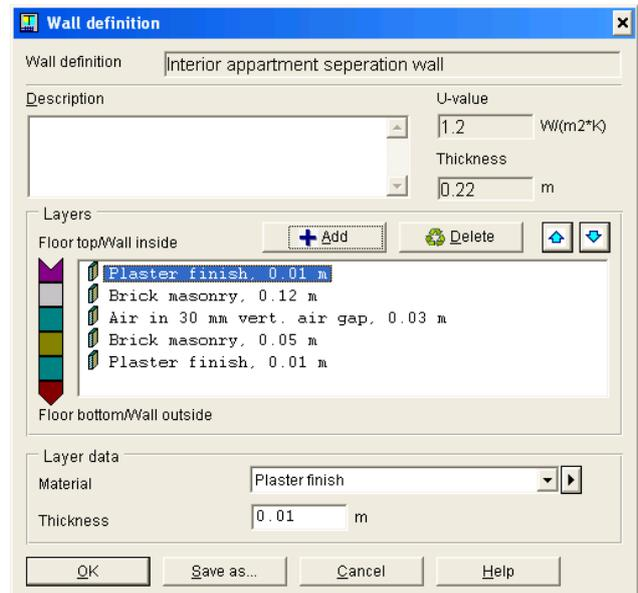 Wall definition
Wall definition Interior appartment seperation wall
Description
U-value
1.2 W/(m2*K)
Thickness
0.22 m
Layers
Floor top/Wall inside
Add Delete
Plaster finish, 0.01 m
Brick masonry, 0.12 m
Air in 30 mm vert. air gap, 0.03 m
Brick masonry, 0.05 m
Plaster finish, 0.01 m
Floor bottom/Wall outside
Layer data
Material Plaster finish
Thickness 0.01 m
OK Save as... Cancel Help